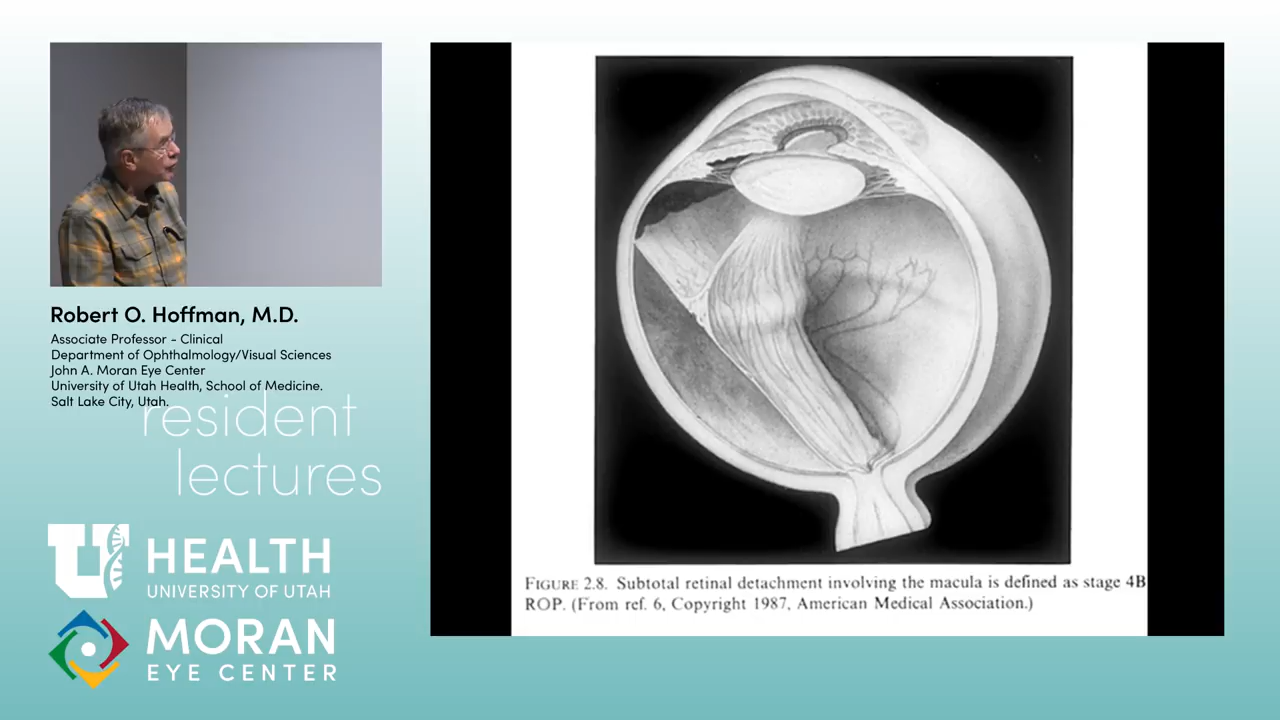 Robert O. Hoffman, M.D.
Associate Professor - Clinical
Department of Ophthalmology/Visual Sciences
John A. Moran Eye Center
University of Utah Health, School of Medicine.
Salt Lake City, Utah.
resident
lectures
U HEALTH
UNIVERSITY OF UTAH
MORAN
EYE CENTER
FIGURE 2.8. Subtotal retinal detachment involving the macula is defined as stage 4B
ROP. (From ref. 6, Copyright 1987, American Medical Association.)